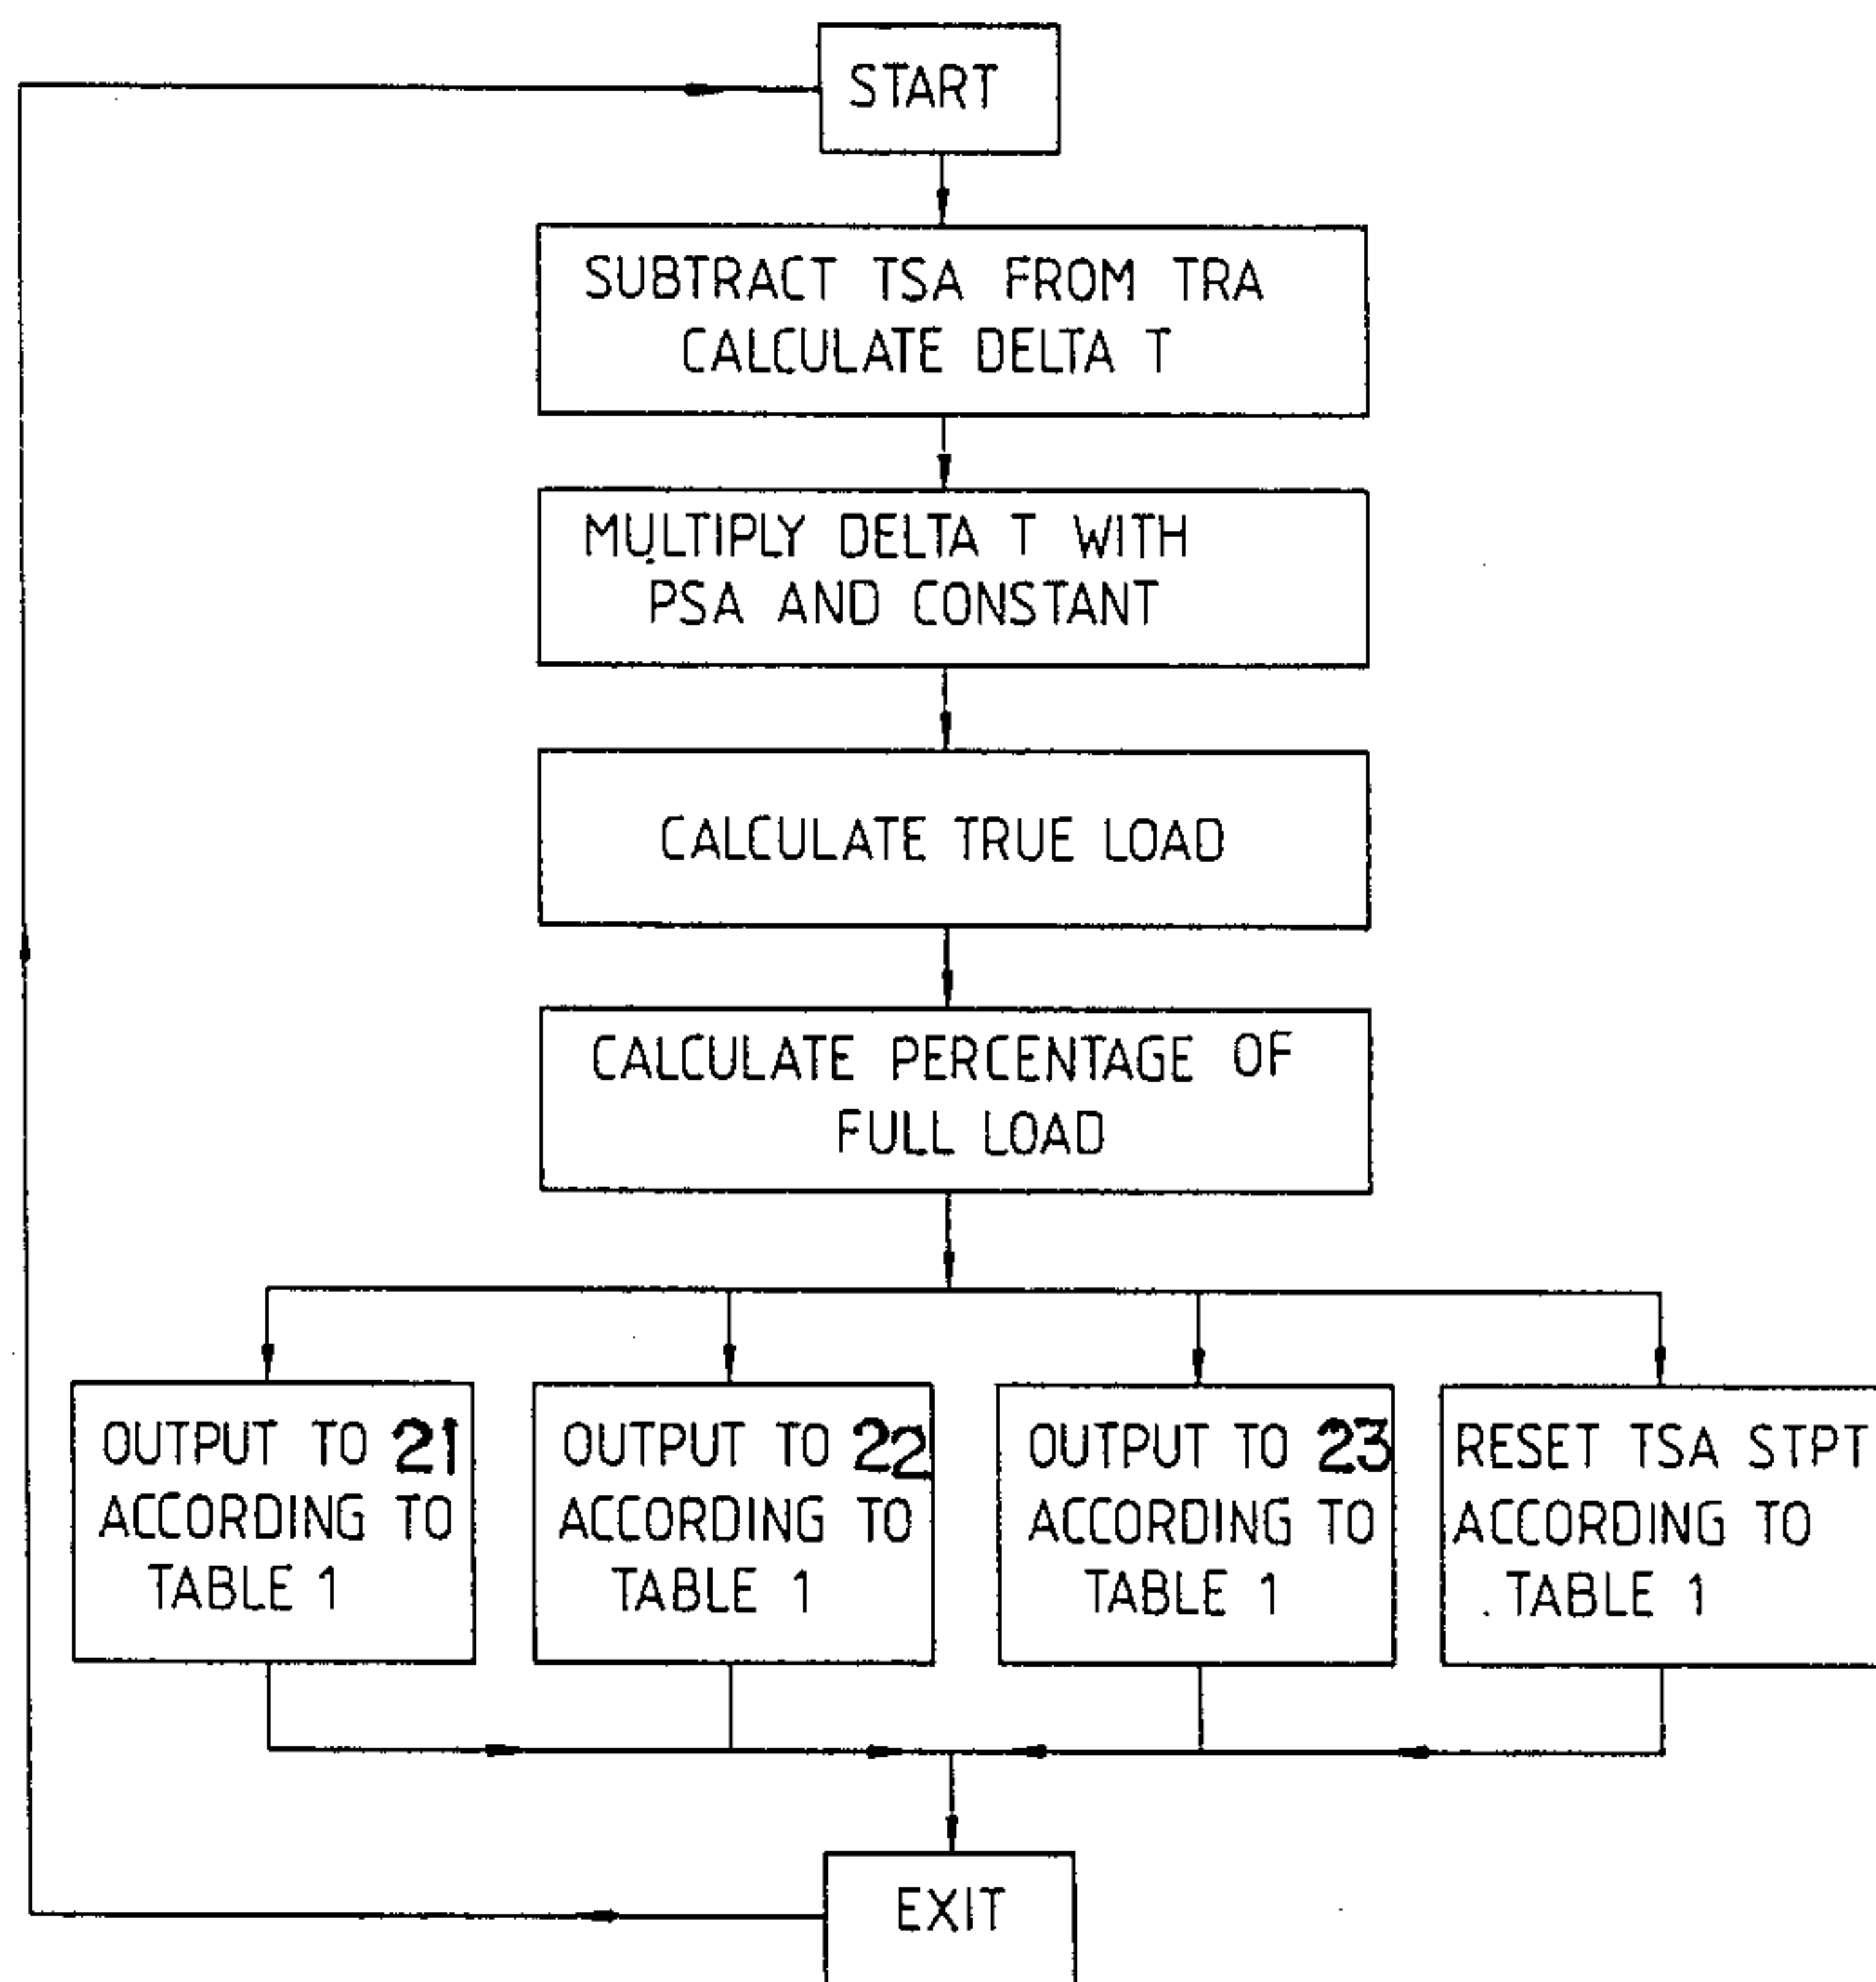 START
SUBTRACT TSA FROM TRA
CALCULATE DELTA T
MULTIPLY DELTA T WITH
PSA AND CONSTANT
CALCULATE TRUE LOAD
CALCULATE PERCENTAGE OF
FULL LOAD
OUTPUT TO 21
ACCORDING TO
TABLE 1
OUTPUT TO 22
ACCORDING TO
TABLE 1
OUTPUT TO 23
ACCORDING TO
TABLE 1
RESET TSA STPT
ACCORDING TO
TABLE 1
EXIT